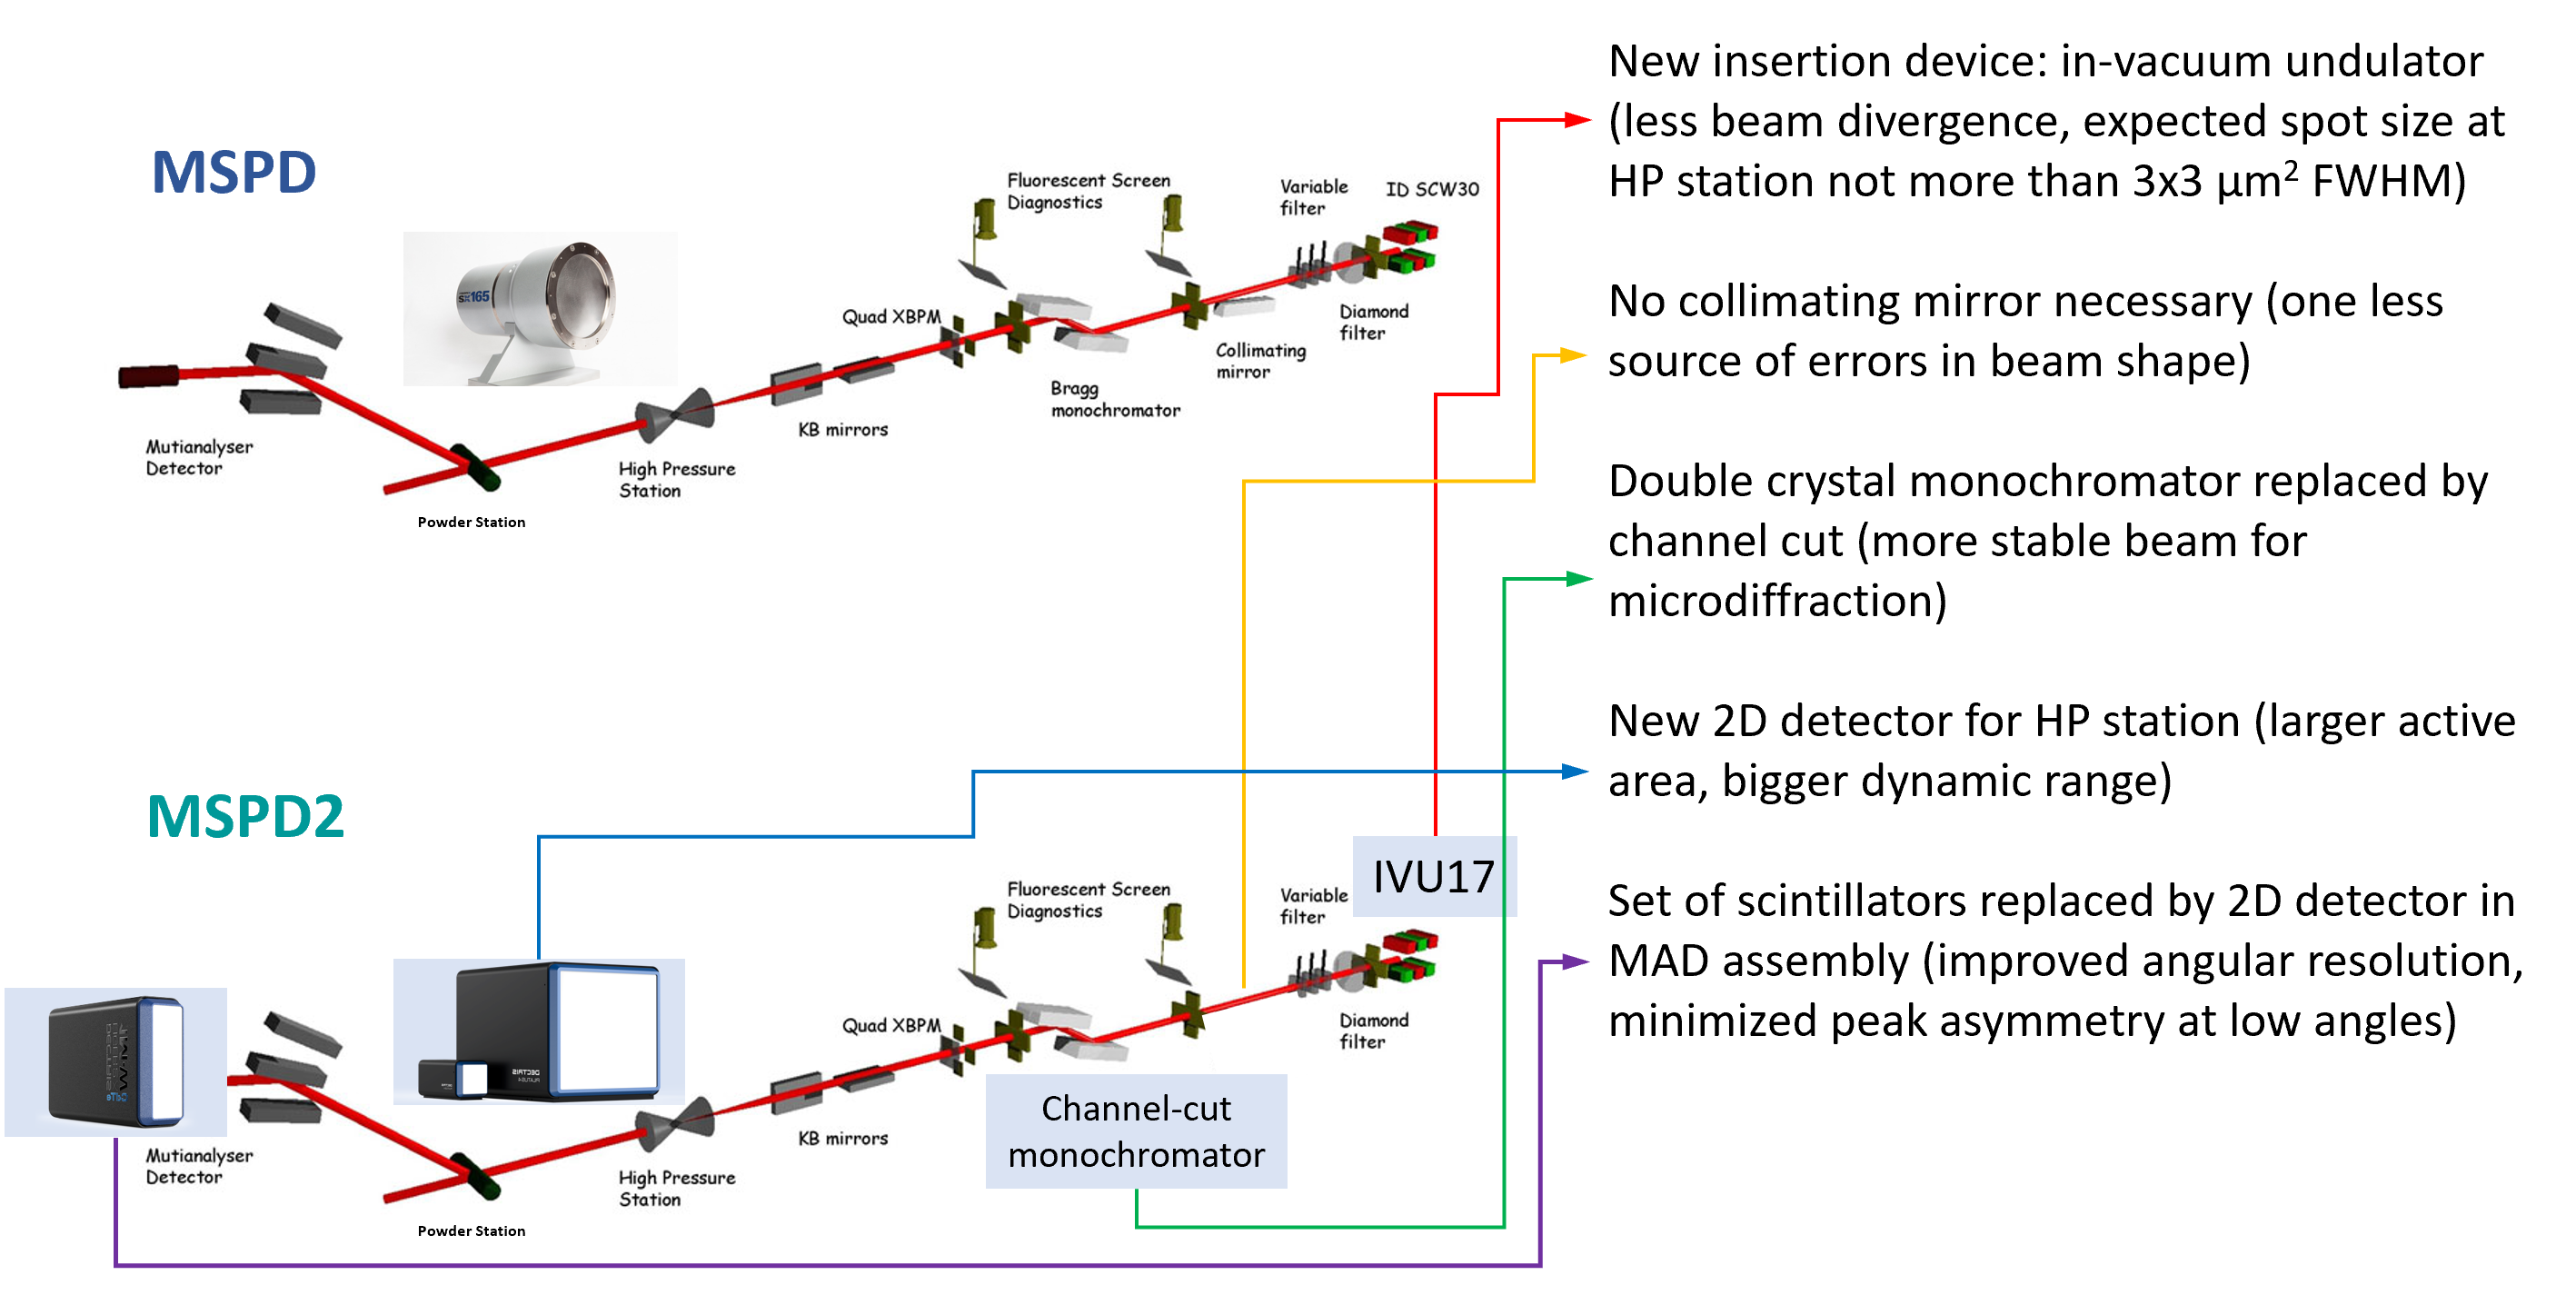 New insertion device: in-vacuum undulator
(less beam divergence, expected spot size at
HP station not more than 3x3 μm² FWHM)
No collimating mirror necessary (one less
source of errors in beam shape)
Double crystal monochromator replaced by
channel cut (more stable beam for
microdiffraction)
New 2D detector for HP station (larger active
area, bigger dynamic range)
Set of scintillators replaced by 2D detector in
MAD assembly (improved angular resolution,
minimized peak asymmetry at low angles)
MSPD
Fluorescent Screen
Diagnostics
Variable
filter
ID SCW30
SX165
Quad XBPM
Diamond
filter
Collimating
mirror
Bragg
monochromator
KB mirrors
Mutianalyser
Detector
High Pressure
Station
Powder Station
MSPD2
IVU17
Fluorescent Screen
Diagnostics
Variable
filter
Quad XBPM
Diamond
filter
DECTRIS
PILATUS4
Channel-cut
monochromator
KB mirrors
Mutianalyser
Detector
High Pressure
Station
Powder Station